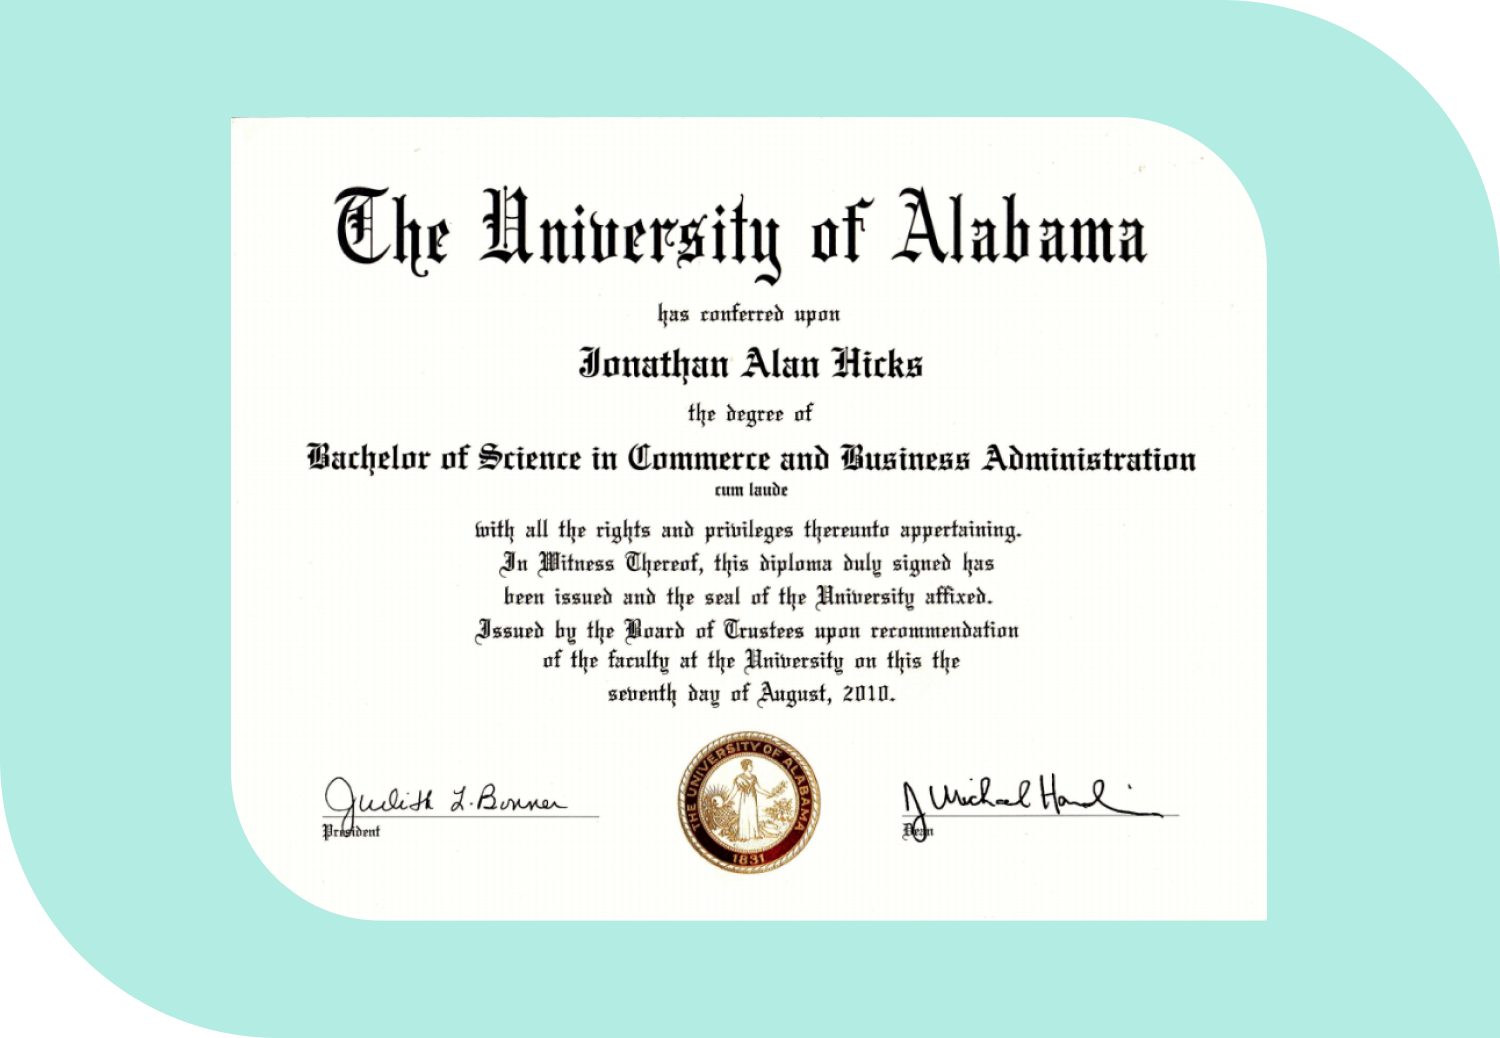 The University of Alabama
has conferred upon
Jonathan Alan Hicks
the degree of
Bachelor of Science in Commerce and Business Administration
cum laude
with all the rights and privileges thereunto appertaining.
In Witness Thereof, this diploma duly signed has
been issued and the seal of the University affixed.
Issued by the Board of Trustees upon recommendation
of the faculty at the University on this the
seventh day of August, 2010.
THE UNIVERSITY OF ALABAMA
1831
Judith L. Bonner
President
J Michael
Dean